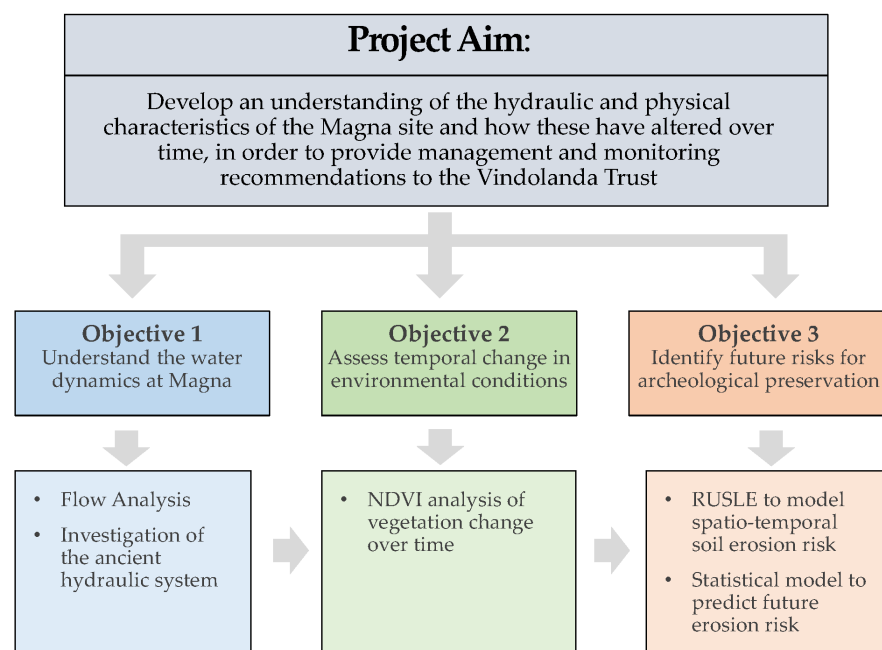 Project Aim:
Develop an understanding of the hydraulic and physical
characteristics of the Magna site and how these have altered over
time, in order to provide management and monitoring
recommendations to the Vindolanda Trust
Objective 1
Understand the water
dynamics at Magna
Objective 2
Assess temporal change in
environmental conditions
Objective 3
Identify future risks for
archeological preservation
• Flow Analysis
• Investigation of
the ancient
hydraulic system
• NDVI analysis of
vegetation change
over time
• RUSLE to model
spatio-temporal
soil erosion risk
• Statistical model to
predict future
erosion risk